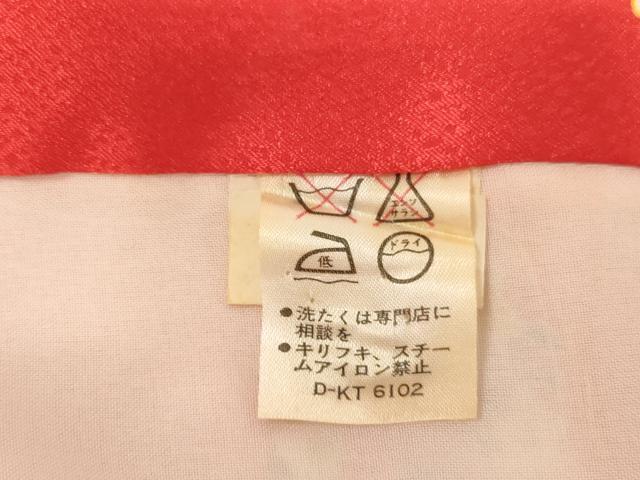 エンソ
サラシ
低
ドライ
●洗たくは専門店に
相談を
●キリフキ、スチー
ムアイロン禁止
D-KT 6102